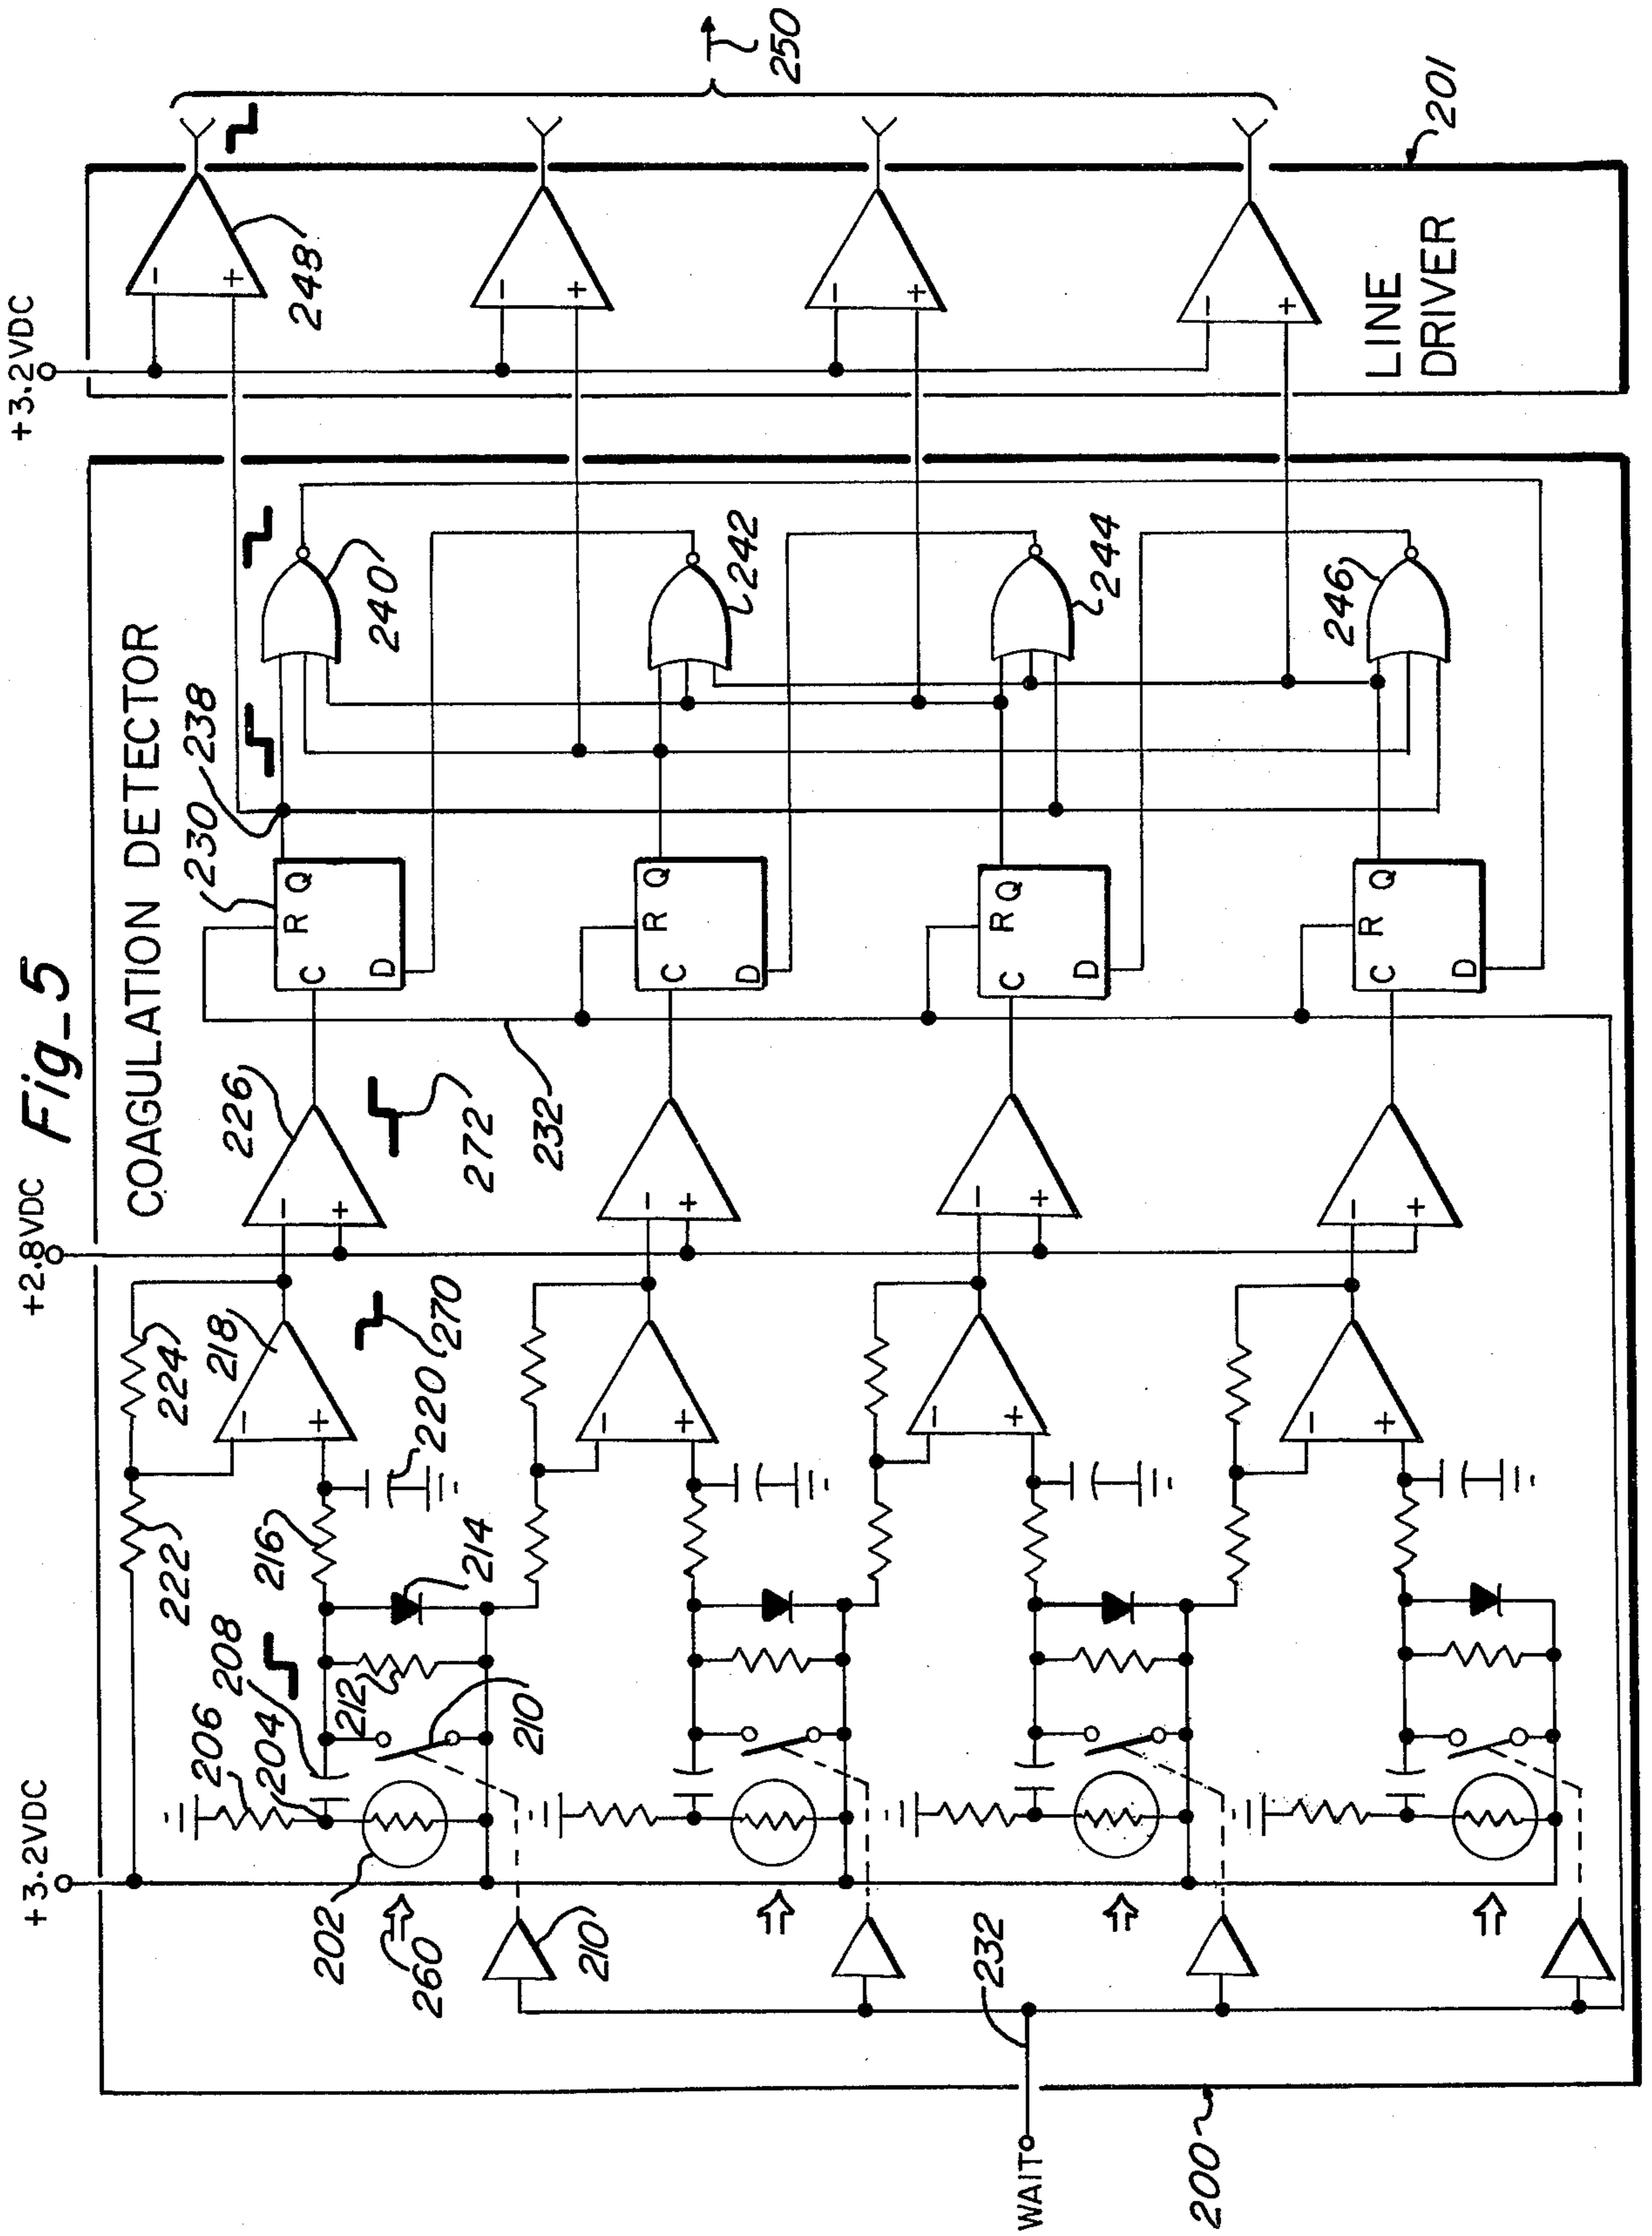 Fig_5
+3.2VDC
+2.8VDC
+3.2VDC
COAGULATION DETECTOR
222
224
206
204
208
216
218
226
230
238
240
248
212
220
270
272
232
214
210
202
260
210
242
244
246
250
+
−
+
−
+
−
C
R
Q
D
+
−
+
−
C
R
Q
D
+
−
+
−
C
R
Q
D
+
−
+
−
C
R
Q
D
−
+
−
+
WAIT
232
200
LINE
DRIVER
201